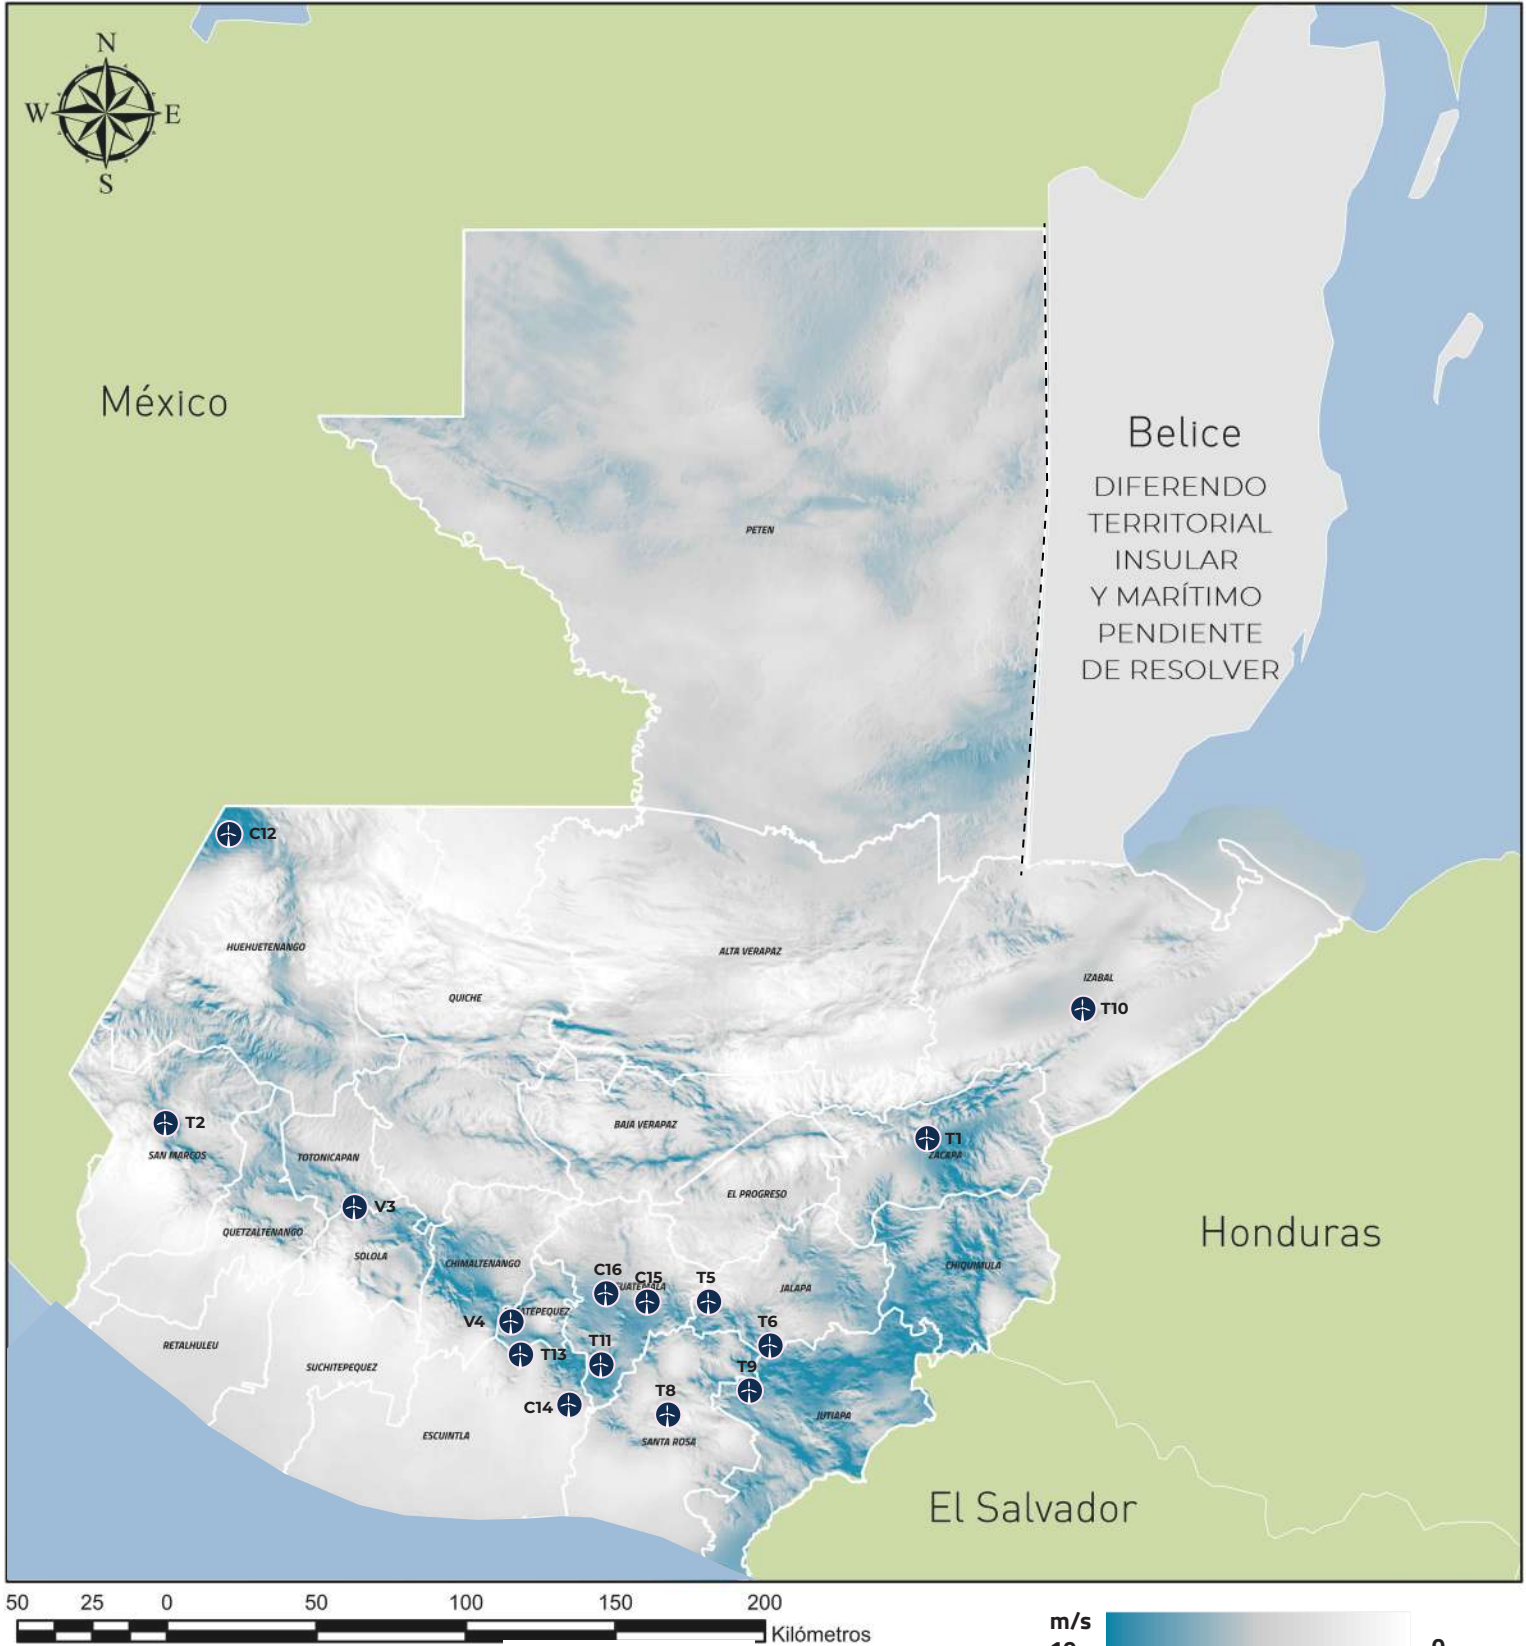 N
W E
S
México
Belice
DIFERENDO
TERRITORIAL
INSULAR
Y MARÍTIMO
PENDIENTE
DE RESOLVER
PETEN
C12
HUEHUETENANGO
ALTA VERAPAZ
QUICHE
IZABAL
T10
T2
SAN MARCOS
TOTONICAPAN
BAJA VERAPAZ
T1
ZACAPA
EL PROGRESO
V3
QUETZALTENANGO
SOLOLA
CHIMALTENANGO
Honduras
C16
C15
T5
UATEMALA
JALAPA
CHIQUIMULA
V4
ATEPEQUEZ
T6
T11
T13
RETALHULEU
SUCHITEPEQUEZ
T9
T8
C14
JUTIAPA
ESCUINTLA
SANTA ROSA
El Salvador
50 25 0 50 100 150 200
Kilómetros
m/s